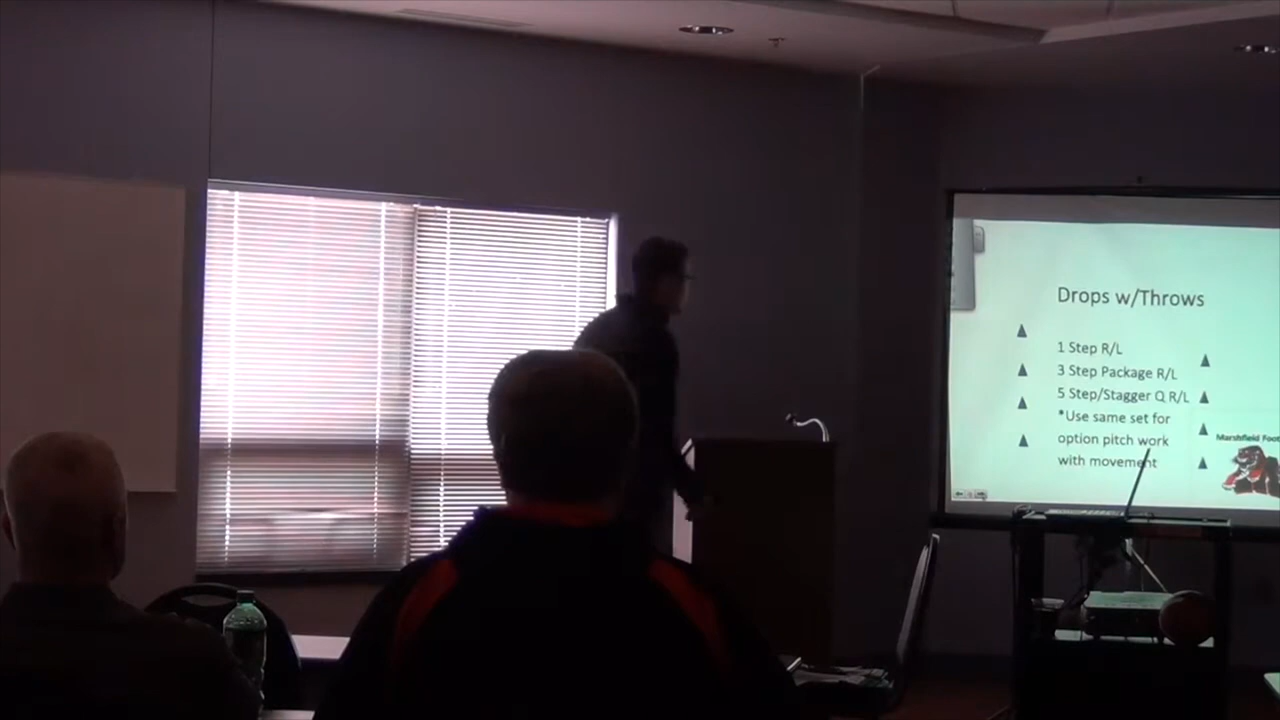 Drops w/Throws
1 Step R/L
3 Step Package R/L
5 Step/Stagger Q R/L
*Use same set for
option pitch work
with movement
Marshfield Foot